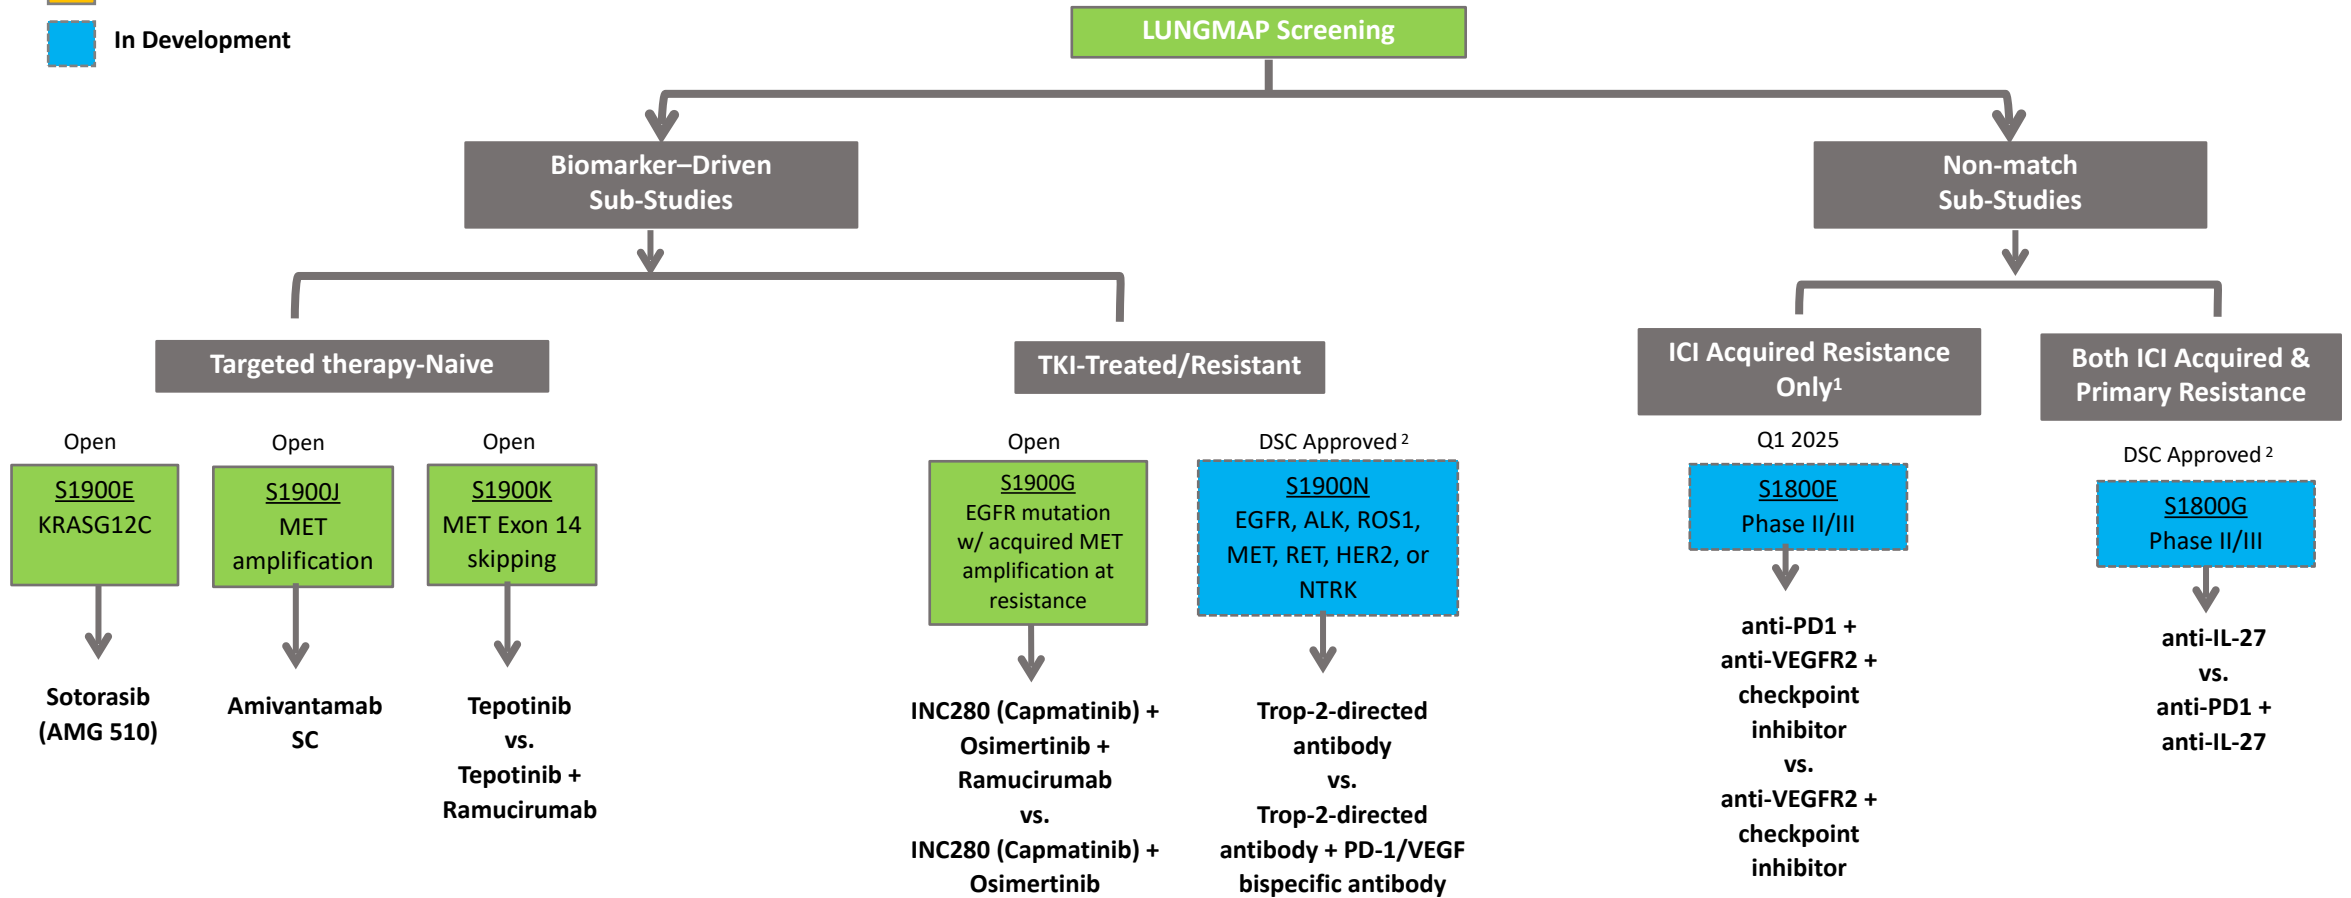 In Development
LUNGMAP Screening
Biomarker–Driven
Sub-Studies
Non-match
Sub-Studies
Targeted therapy-Naive
TKI-Treated/Resistant
ICI Acquired Resistance
Only¹
Both ICI Acquired &
Primary Resistance
Open
S1900E
KRASG12C
Sotorasib
(AMG 510)
Open
S1900J
MET
amplification
Amivantamab
SC
Open
S1900K
MET Exon 14
skipping
Tepotinib
vs.
Tepotinib +
Ramucirumab
Open
S1900G
EGFR mutation
w/ acquired MET
amplification at
resistance
INC280 (Capmatinib) +
Osimertinib +
Ramucirumab
vs.
INC280 (Capmatinib) +
Osimertinib
DSC Approved ²
S1900N
EGFR, ALK, ROS1,
MET, RET, HER2, or
NTRK
Trop-2-directed
antibody
vs.
Trop-2-directed
antibody + PD-1/VEGF
bispecific antibody
Q1 2025
S1800E
Phase II/III
anti-PD1 +
anti-VEGFR2 +
checkpoint
inhibitor
vs.
anti-VEGFR2 +
checkpoint
inhibitor
DSC Approved ²
S1800G
Phase II/III
anti-IL-27
vs.
anti-PD1 +
anti-IL-27